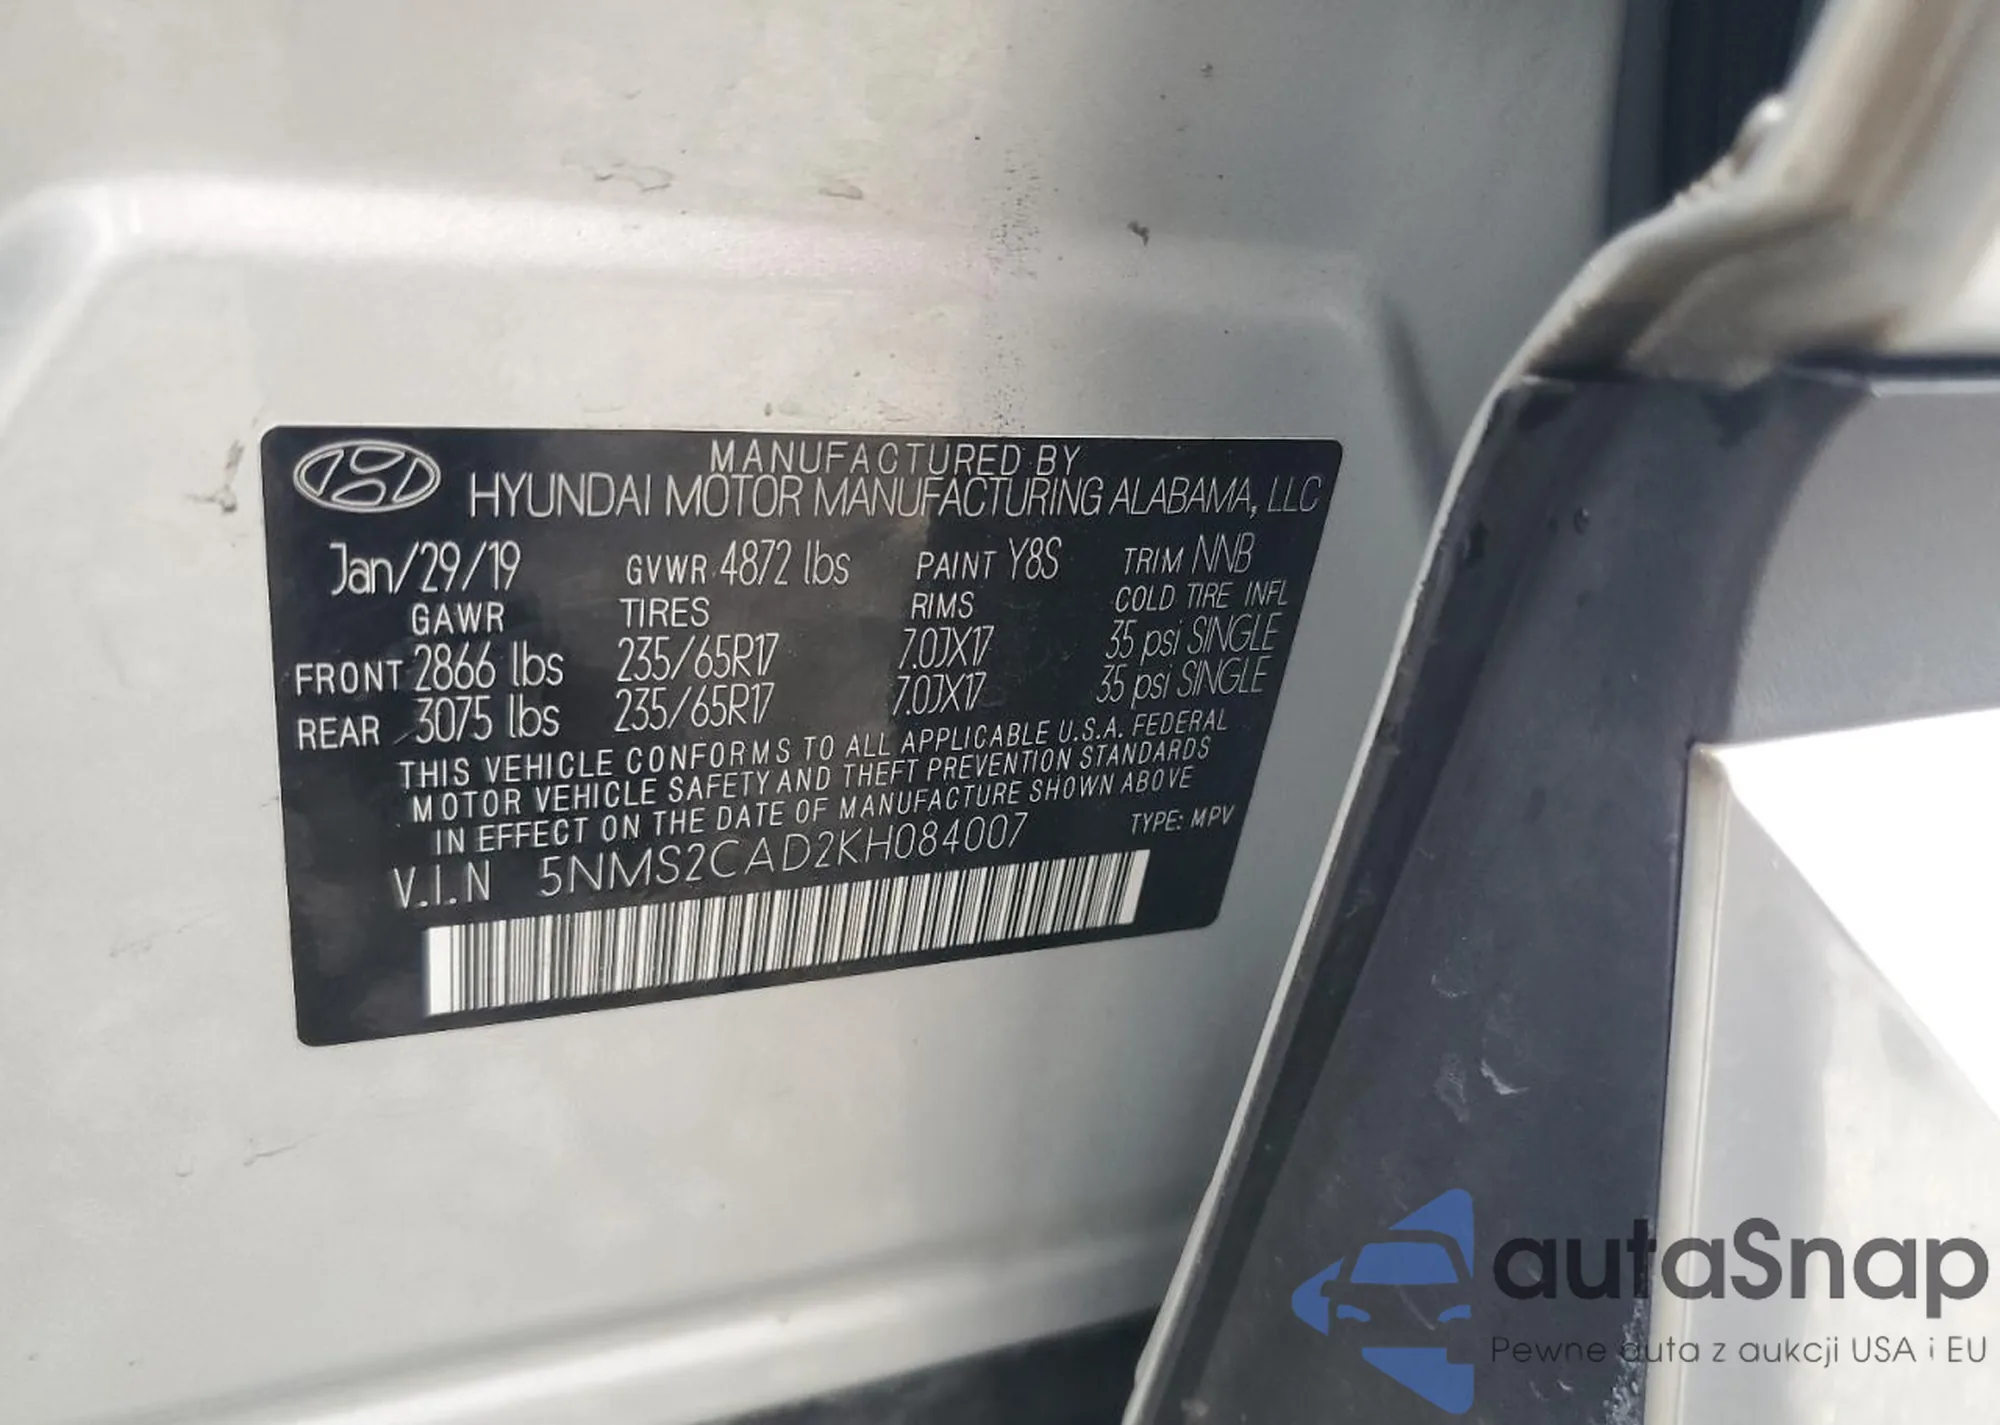 MANUFACTURED BY
HYUNDAI MOTOR MANUFACTURING ALABAMA, LLC
Jan/29/19 GVWR 4872 lbs PAINT Y8S TRIM NNB
GAWR TIRES RIMS COLD TIRE INFL
FRONT 2866 lbs 235/65R17 7.0JX17 35 psi SINGLE
REAR 3075 lbs 235/65R17 7.0JX17 35 psi SINGLE
THIS VEHICLE CONFORMS TO ALL APPLICABLE U.S.A. FEDERAL
MOTOR VEHICLE SAFETY AND THEFT PREVENTION STANDARDS
IN EFFECT ON THE DATE OF MANUFACTURE SHOWN ABOVE
V.I.N 5NMS2CAD2KH084007 TYPE: MPV
autaSnap
Pewne auta z aukcji USA i EU